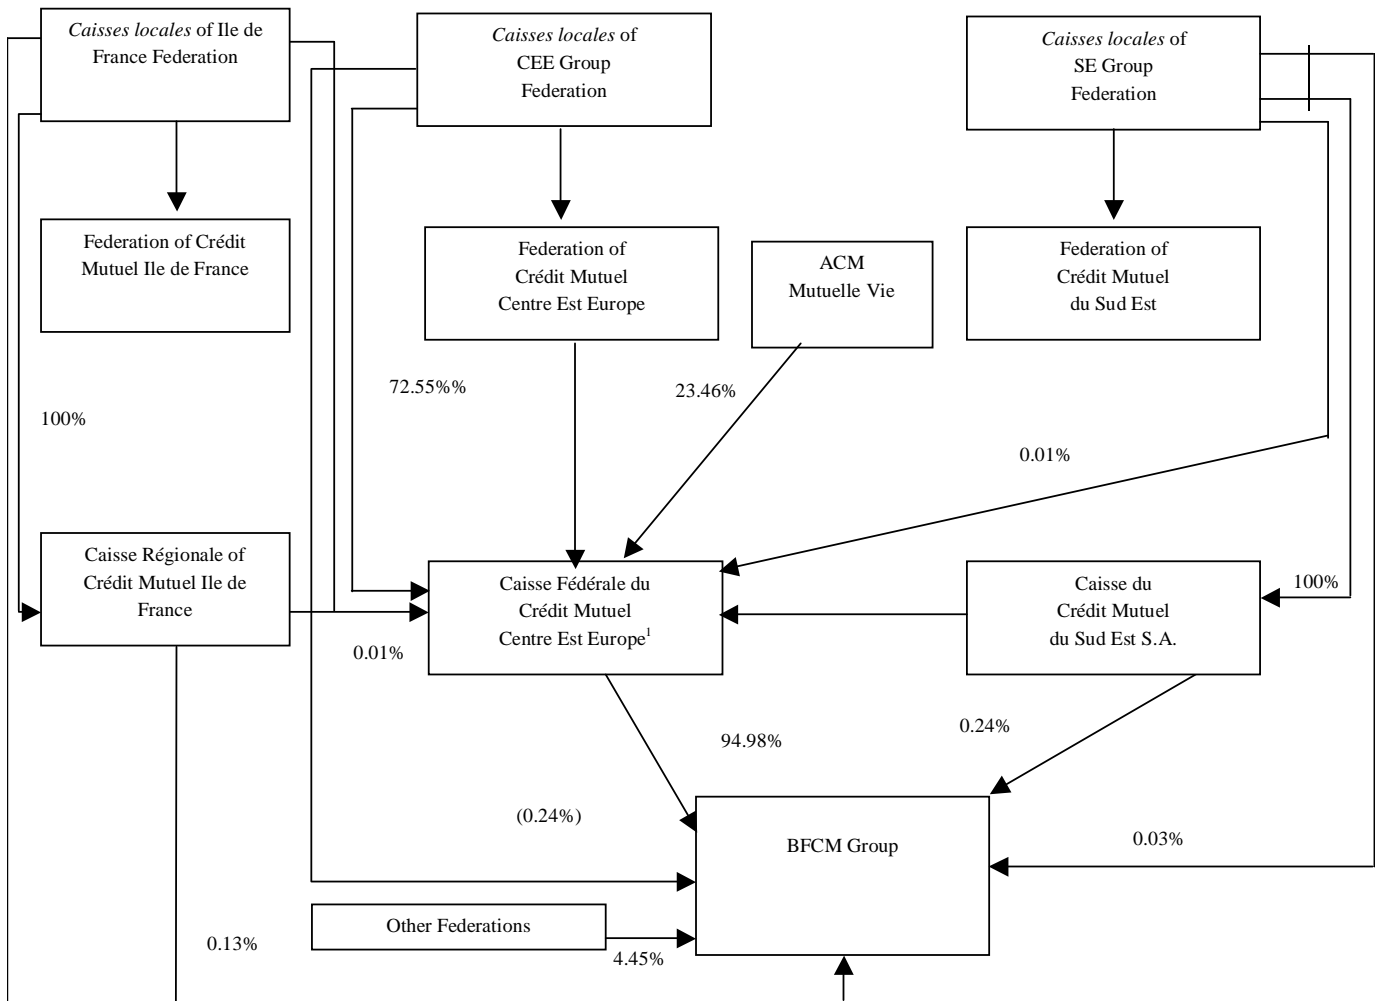 Caisses locales of Ile de
France Federation
Caisses locales of
CEE Group
Federation
Caisses locales of
SE Group
Federation
Federation of Crédit
Mutuel Ile de France
Federation of
Crédit Mutuel
Centre Est Europe
ACM
Mutuelle Vie
Federation of
Crédit Mutuel
du Sud Est
72.55%%
23.46%
100%
0.01%
Caisse Régionale of
Crédit Mutuel Ile de
France
Caisse Fédérale du
Crédit Mutuel
Centre Est Europe1
Caisse du
Crédit Mutuel
du Sud Est S.A.
100%
0.01%
94.98%
0.24%
(0.24%)
BFCM Group
0.03%
Other Federations
0.13%
4.45%